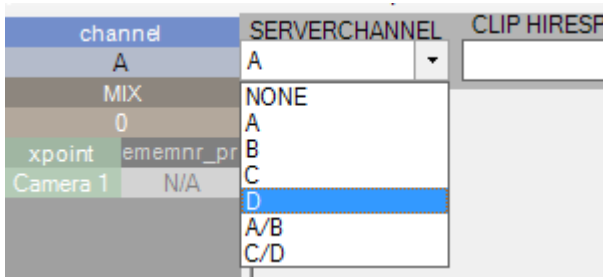 channel
SERVERCHANNEL
CLIP HIRESP
A
A
MIX
NONE
0
A
xpoint
ememnr_pr
B
Camera 1
N/A
C
D
A/B
C/D